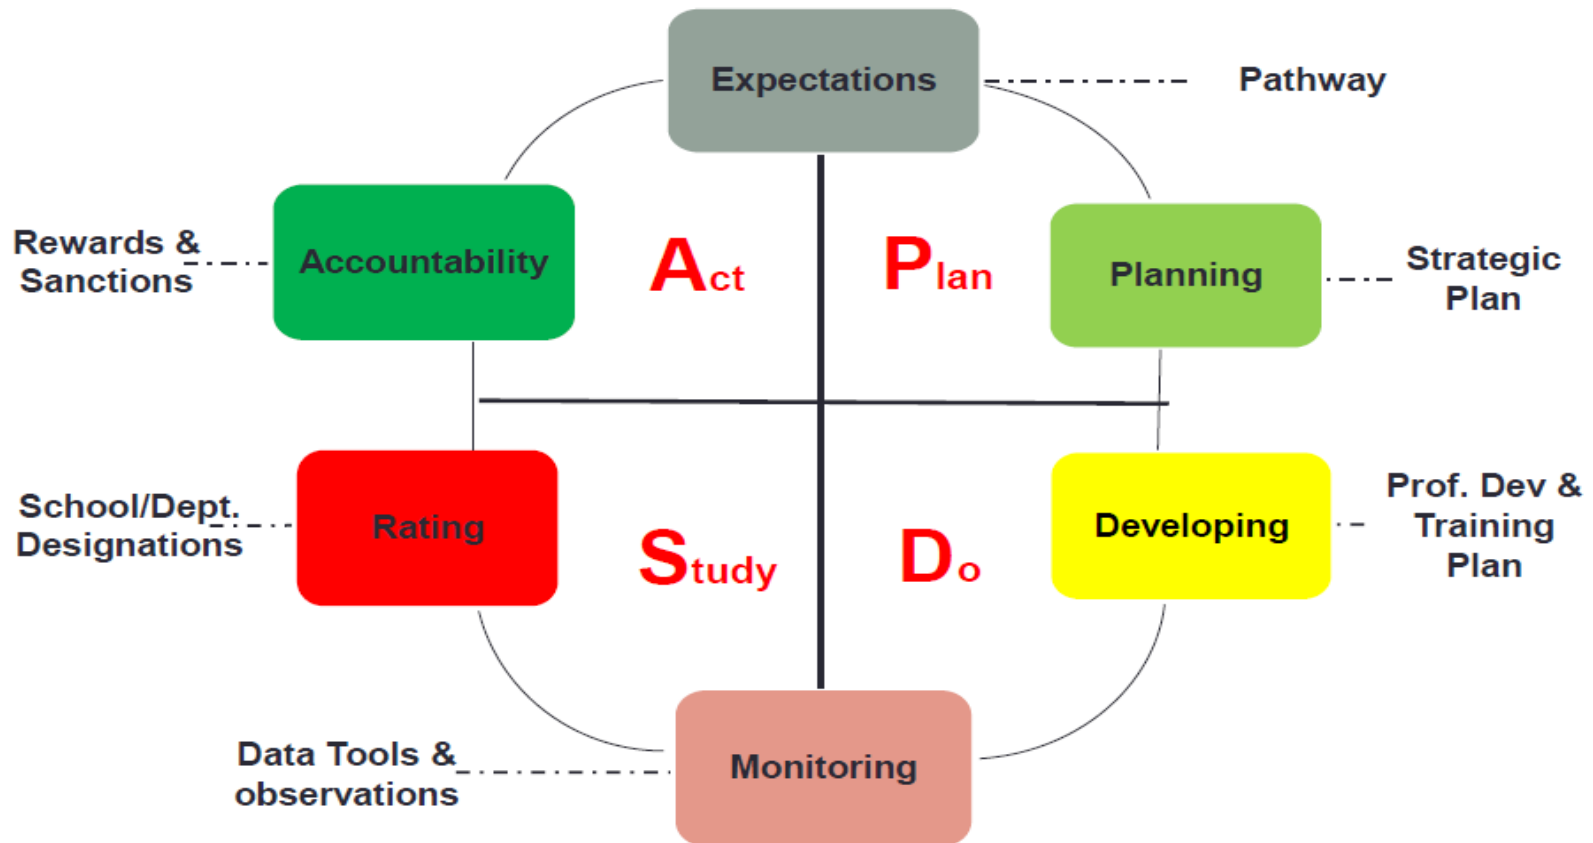 Expectations
Pathway
Rewards &
Sanctions
Accountability
Act
Plan
Planning
Strategic
Plan
School/Dept.
Designations
Rating
Study
Do
Developing
Prof. Dev &
Training
Plan
Data Tools &
observations
Monitoring